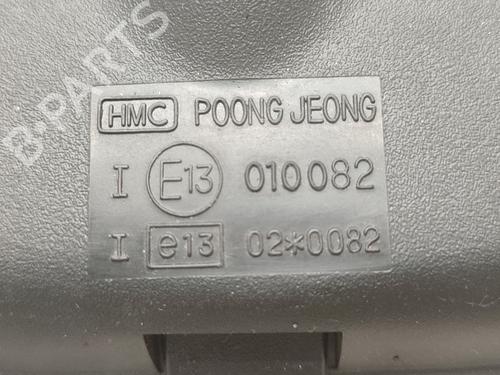 B-PARTS
HMC POONG JEONG
I E13 010082
I e13 02*0082